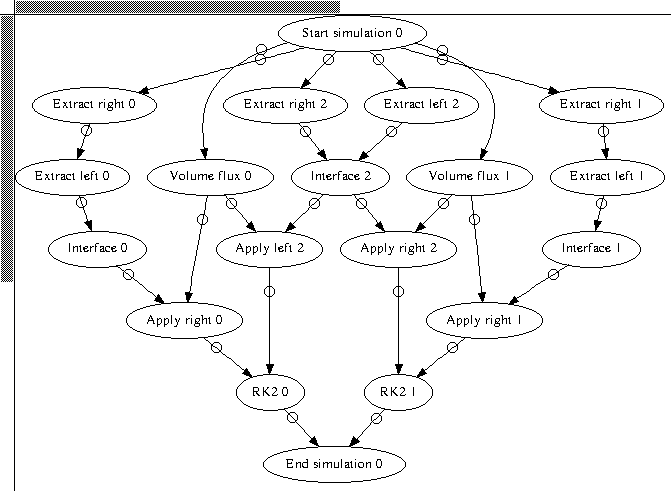 Start simulation 0
Extract right 0
Extract right 2
Extract left 2
Extract right 1
Extract left 0
Volume flux 0
Interface 2
Volume flux 1
Extract left 1
Interface 0
Apply left 2
Apply right 2
Interface 1
Apply right 0
Apply right 1
RK2 0
RK2 1
End simulation 0